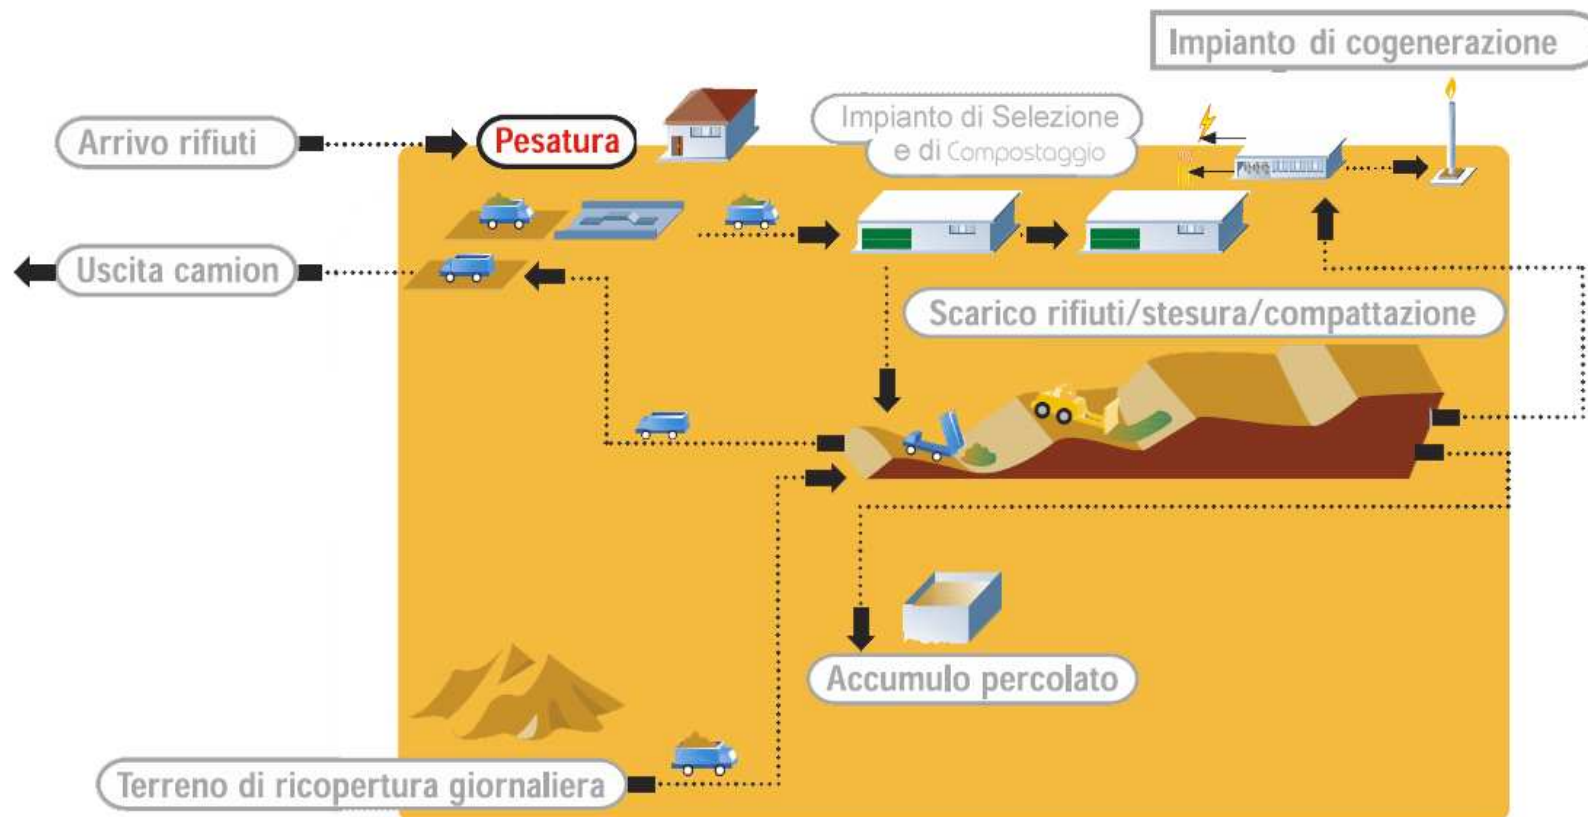 Impianto di cogenerazione
Arrivo rifiuti
Pesatura
Impianto di Selezione
e di Compostaggio
Uscita camion
Scarico rifiuti/stesura/compattazione
Accumulo percolato
Terreno di ricopertura giornaliera